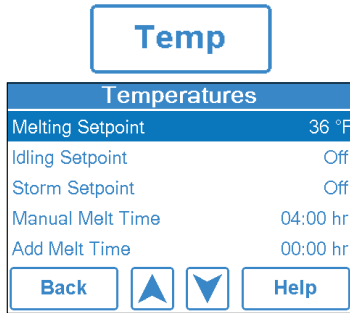 Temp
Temperatures
Melting Setpoint 36 °F
Idling Setpoint Off
Storm Setpoint Off
Manual Melt Time 04:00 hr
Add Melt Time 00:00 hr
Back Help